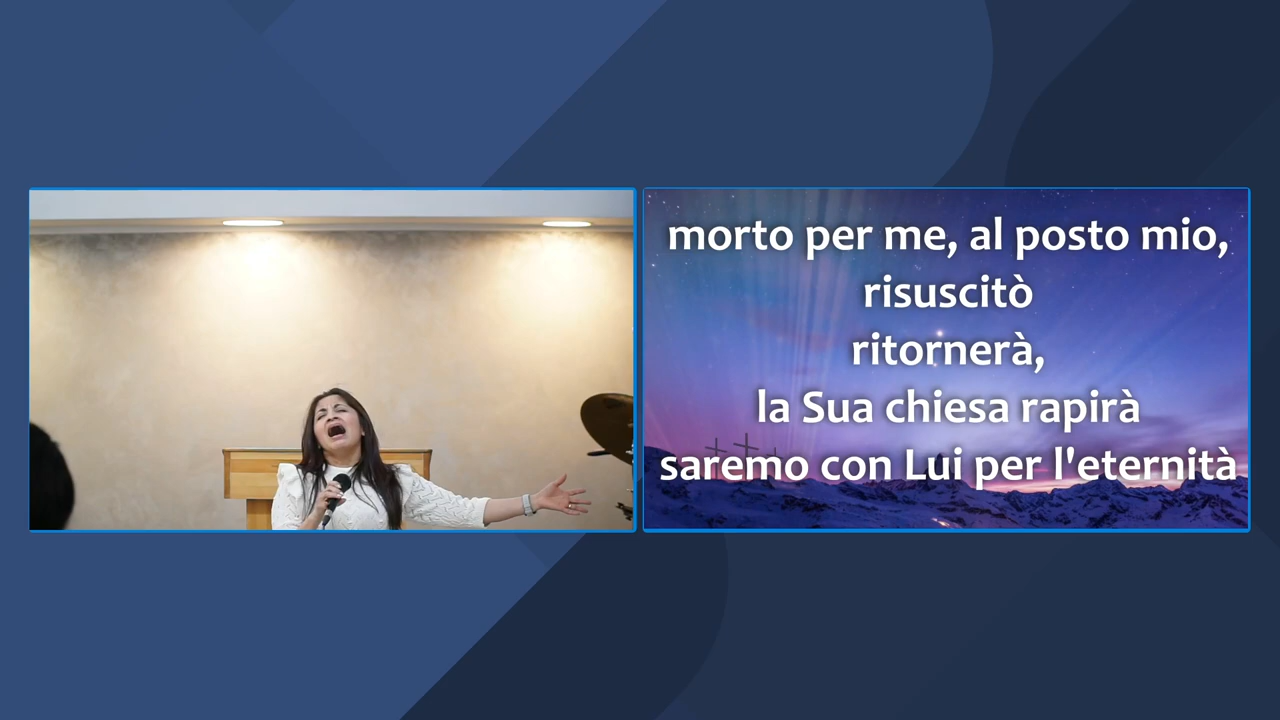 morto per me, al posto mio,
risuscitò
ritornerà,
la Sua chiesa rapirà
saremo con Lui per l'eternità